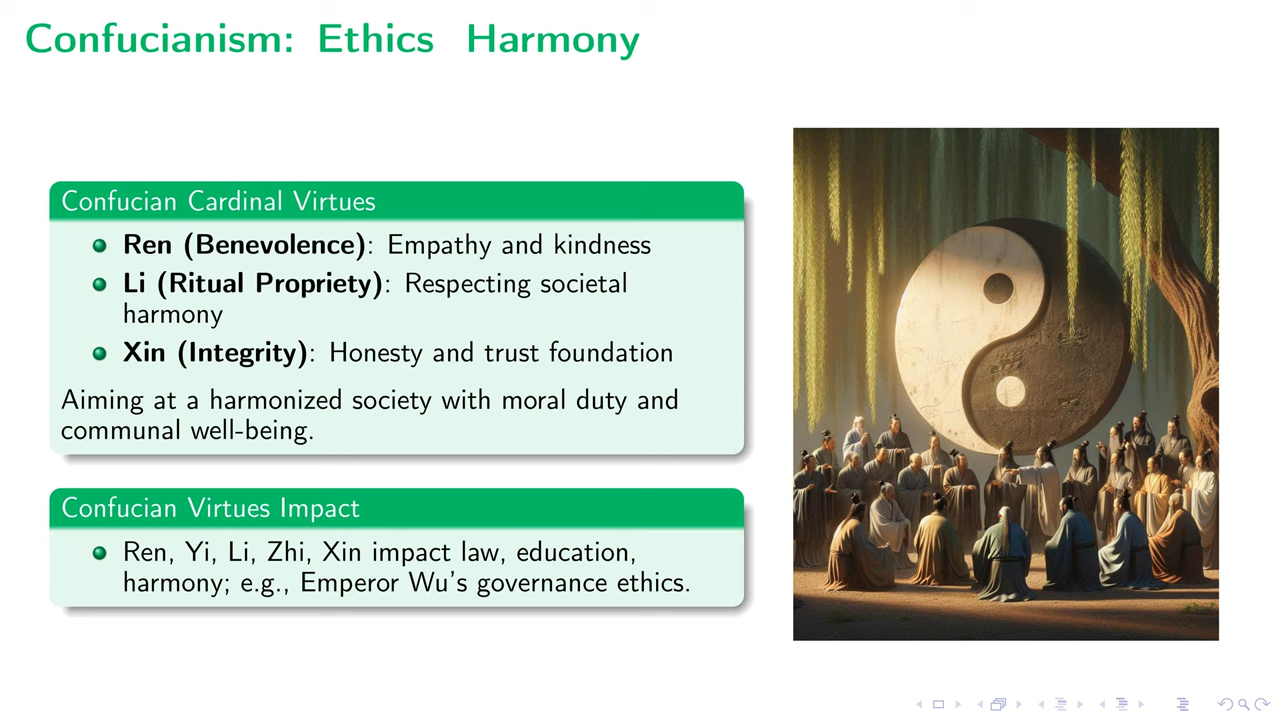 Confucianism: Ethics Harmony
Confucian Cardinal Virtues
Ren (Benevolence): Empathy and kindness
Li (Ritual Propriety): Respecting societal
harmony
Xin (Integrity): Honesty and trust foundation
Aiming at a harmonized society with moral duty and
communal well-being.
Confucian Virtues Impact
Ren, Yi, Li, Zhi, Xin impact law, education,
harmony; e.g., Emperor Wu's governance ethics.